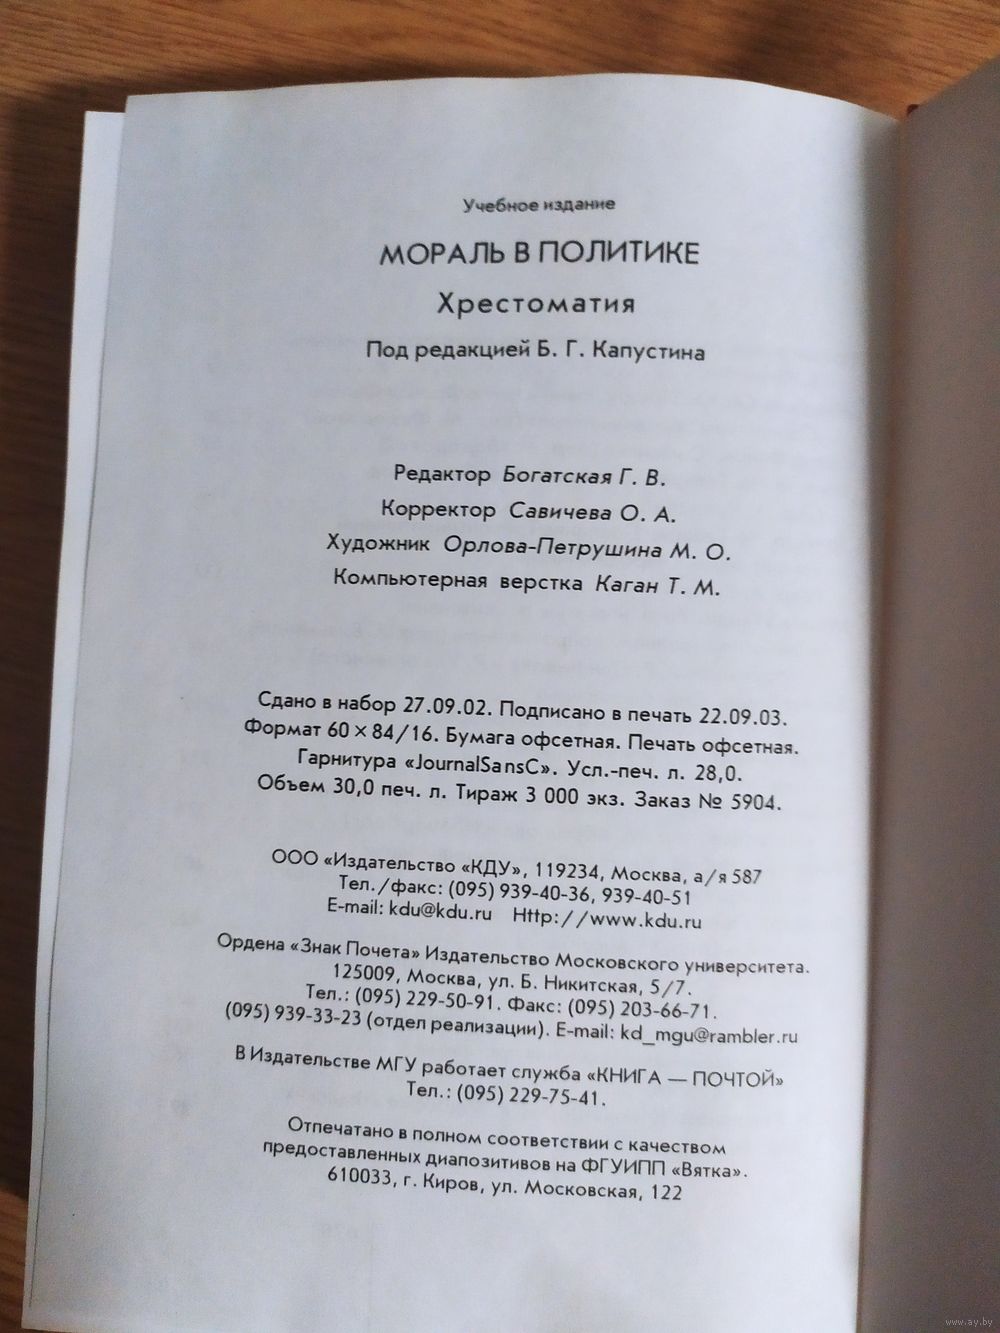 Учебное издание
МОРАЛЬ В ПОЛИТИКЕ
Хрестоматия
Под редакцией Б. Г. Капустина
Редактор Богатская Г. В.
Корректор Савичева О. А.
Художник Орлова-Петрушина М. О.
Компьютерная верстка Каган Т. М.
Сдано в набор 27.09.02. Подписано в печать 22.09.03.
Формат 60 × 84/16. Бумага офсетная. Печать офсетная.
Гарнитура «JournalSansC». Усл.-печ. л. 28,0.
Объем 30,0 печ. л. Тираж 3 000 экз. Заказ № 5904.
ООО «Издательство «КДУ», 119234, Москва, а/я 587
Тел./факс: (095) 939-40-36, 939-40-51
E-mail: kdu@kdu.ru Http://www.kdu.ru
Ордена «Знак Почета» Издательство Московского университета.
125009, Москва, ул. Б. Никитская, 5/7.
Тел.: (095) 229-50-91. Факс: (095) 203-66-71.
(095) 939-33-23 (отдел реализации). E-mail: kd_mgu@rambler.ru
В Издательстве МГУ работает служба «КНИГА — ПОЧТОЙ»
Тел.: (095) 229-75-41.
Отпечатано в полном соответствии с качеством
предоставленных диапозитивов на ФГУИПП «Вятка».
610033, г. Киров, ул. Московская, 122
www.ay.by